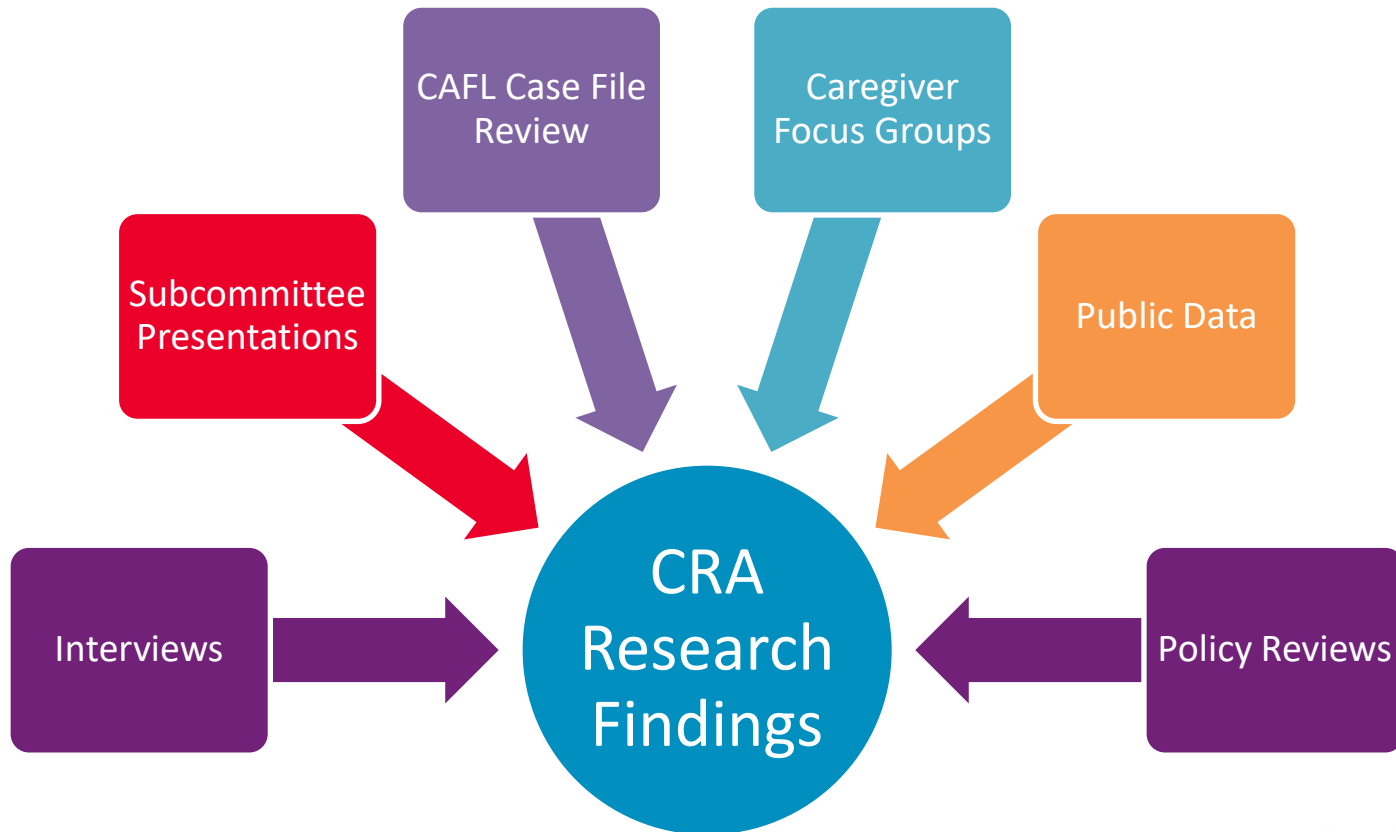 CAFL Case File
Review
Caregiver
Focus Groups
Subcommittee
Presentations
Public Data
Interviews
CRA
Research
Findings
Policy Reviews